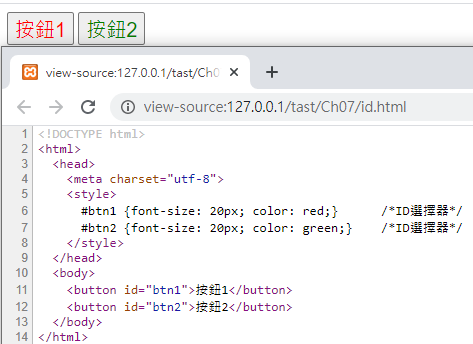 按鈕1 按鈕2
view-source:127.0.0.1/tast/Ch0
view-source:127.0.0.1/tast/Ch07/id.html
1 <!DOCTYPE html>
2 <html>
3 <head>
4 <meta charset="utf-8">
5 <style>
6 #btn1 {font-size: 20px; color: red;} /*ID選擇器*/
7 #btn2 {font-size: 20px; color: green;} /*ID選擇器*/
8 </style>
9 </head>
10 <body>
11 <button id="btn1">按鈕1</button>
12 <button id="btn2">按鈕2</button>
13 </body>
14 </html>